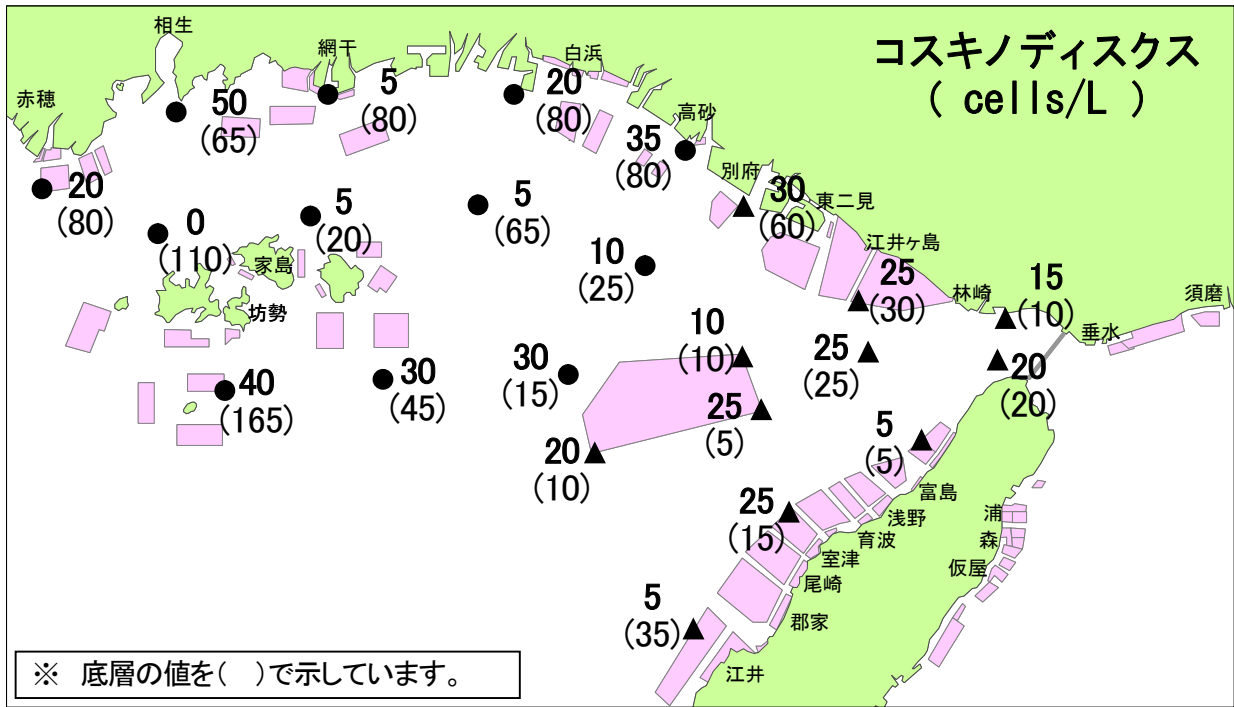 コスキノディスクス
( cells/L )
相生
網干
白浜
赤穂
高砂
別府
東二見
江井ヶ島
林崎
垂水
須磨
家島
坊勢
50
(65)
5
(80)
20
(80)
35
(80)
20
(80)
0
(110)
5
(20)
5
(65)
30
(60)
10
(25)
25
(30)
15
(10)
10
(10)
25
(25)
20
(20)
40
(165)
30
(45)
30
(15)
25
(5)
20
(10)
5
(5)
25
(15)
5
(35)
富島
浅野
育波
室津
尾崎
郡家
江井
浦
森
仮屋
※ 底層の値を( )で示しています。